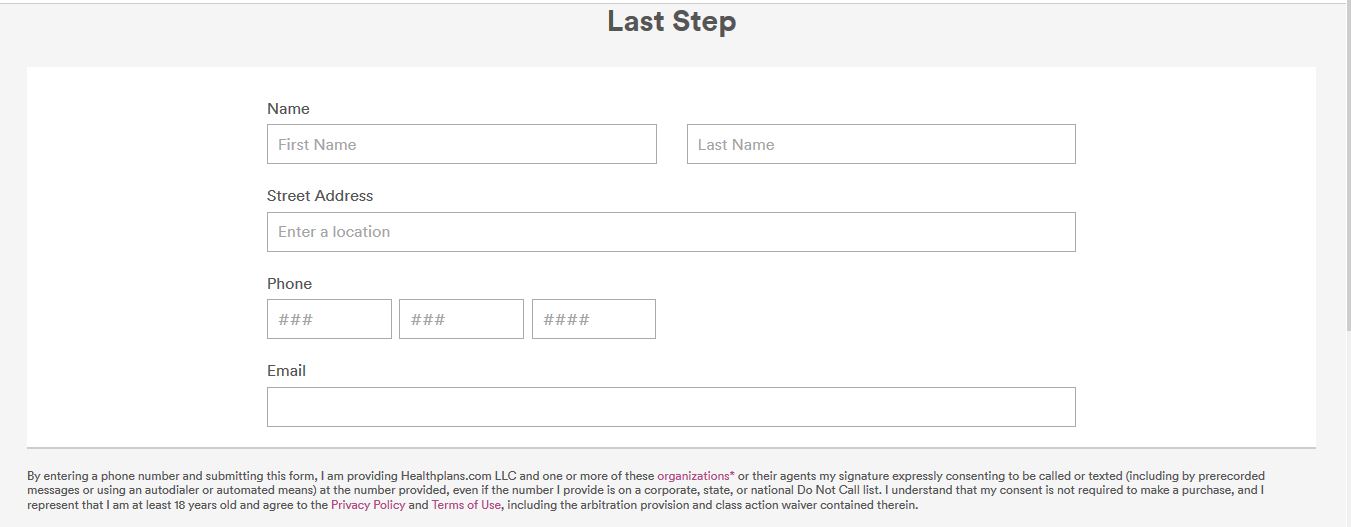 Last Step
Name
First Name
Last Name
Street Address
Enter a location
Phone
###
###
####
Email
By entering a phone number and submitting this form, I am providing Healthplans.com LLC and one or more of these organizations* or their agents my signature expressly consenting to be called or texted (including by prerecorded
messages or using an autodialer or automated means) at the number provided, even if the number I provide is on a corporate, state, or national Do Not Call list. I understand that my consent is not required to make a purchase, and I
represent that I am at least 18 years old and agree to the Privacy Policy and Terms of Use, including the arbitration provision and class action waiver contained therein.